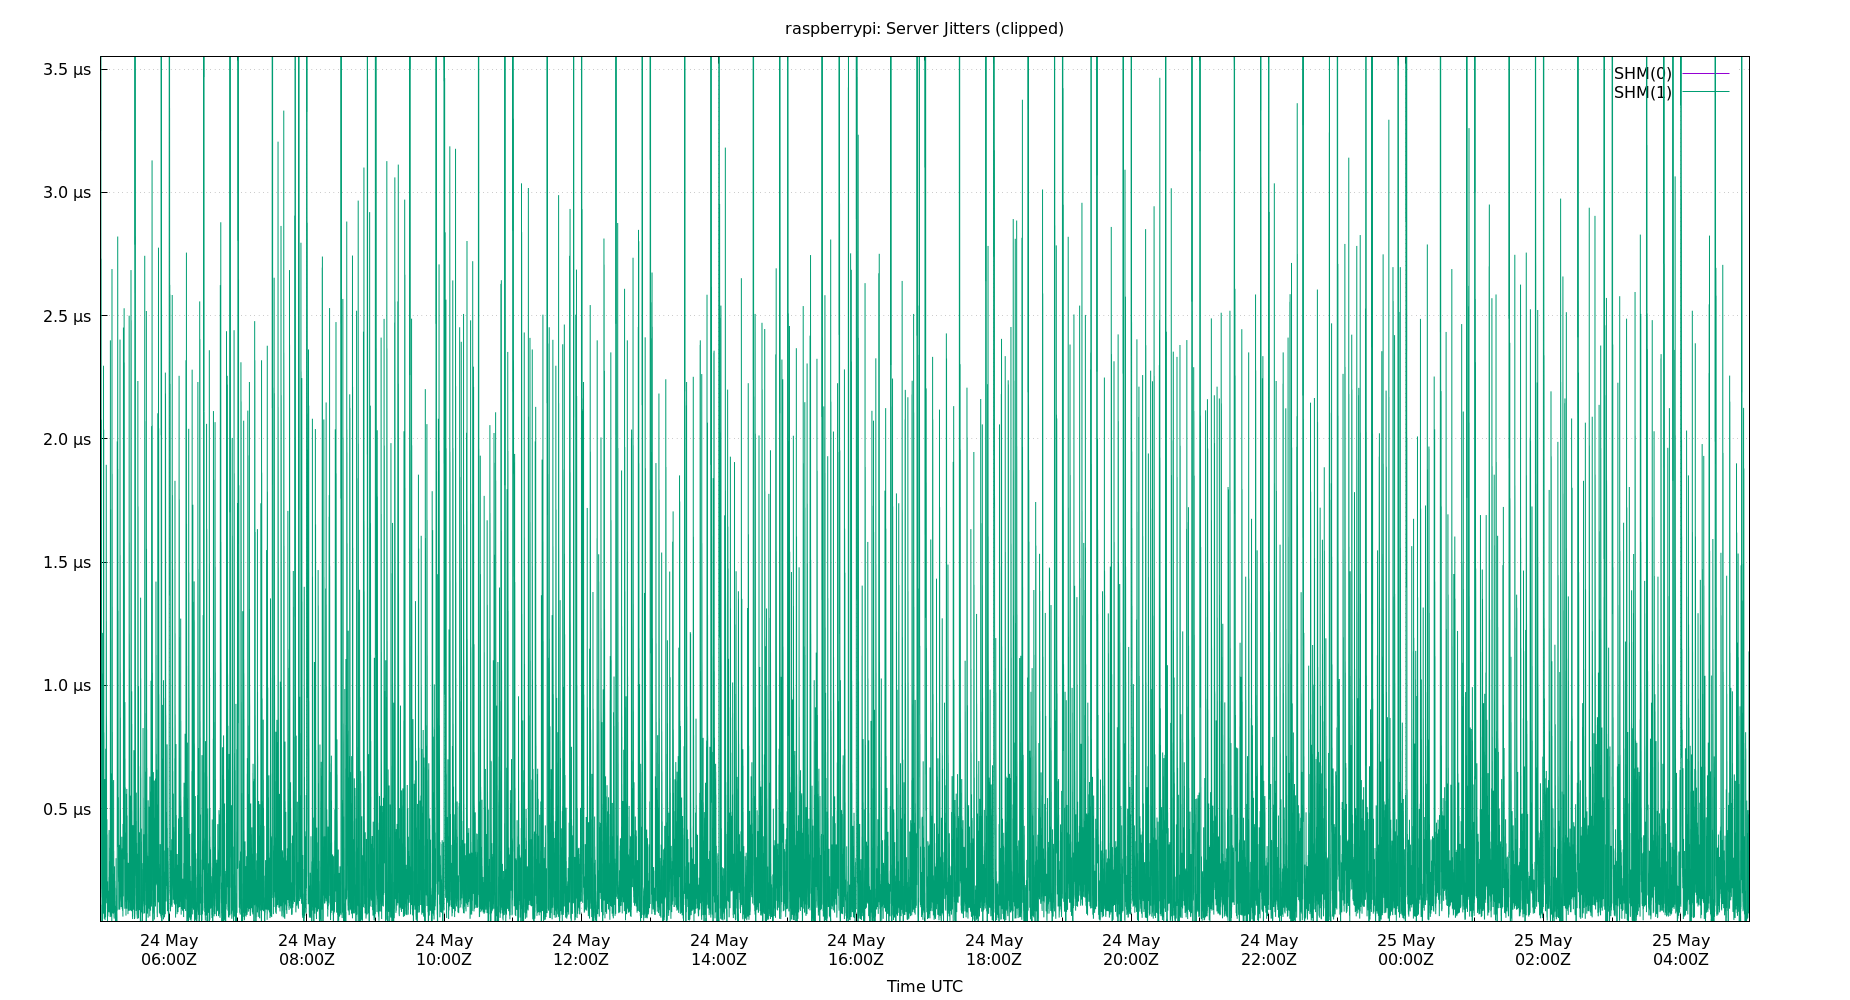 raspberrypi: Server Jitters (clipped)
3.5 µs
SHM(0)
SHM(1)
3.0 µs
2.5 µs
2.0 µs
1.5 µs
1.0 µs
0.5 µs
24 May 24 May 24 May 24 May 24 May 24 May 24 May 24 May 24 May 25 May 25 May 25 May
06:00Z 08:00Z 10:00Z 12:00Z 14:00Z 16:00Z 18:00Z 20:00Z 22:00Z 00:00Z 02:00Z 04:00Z
Time UTC